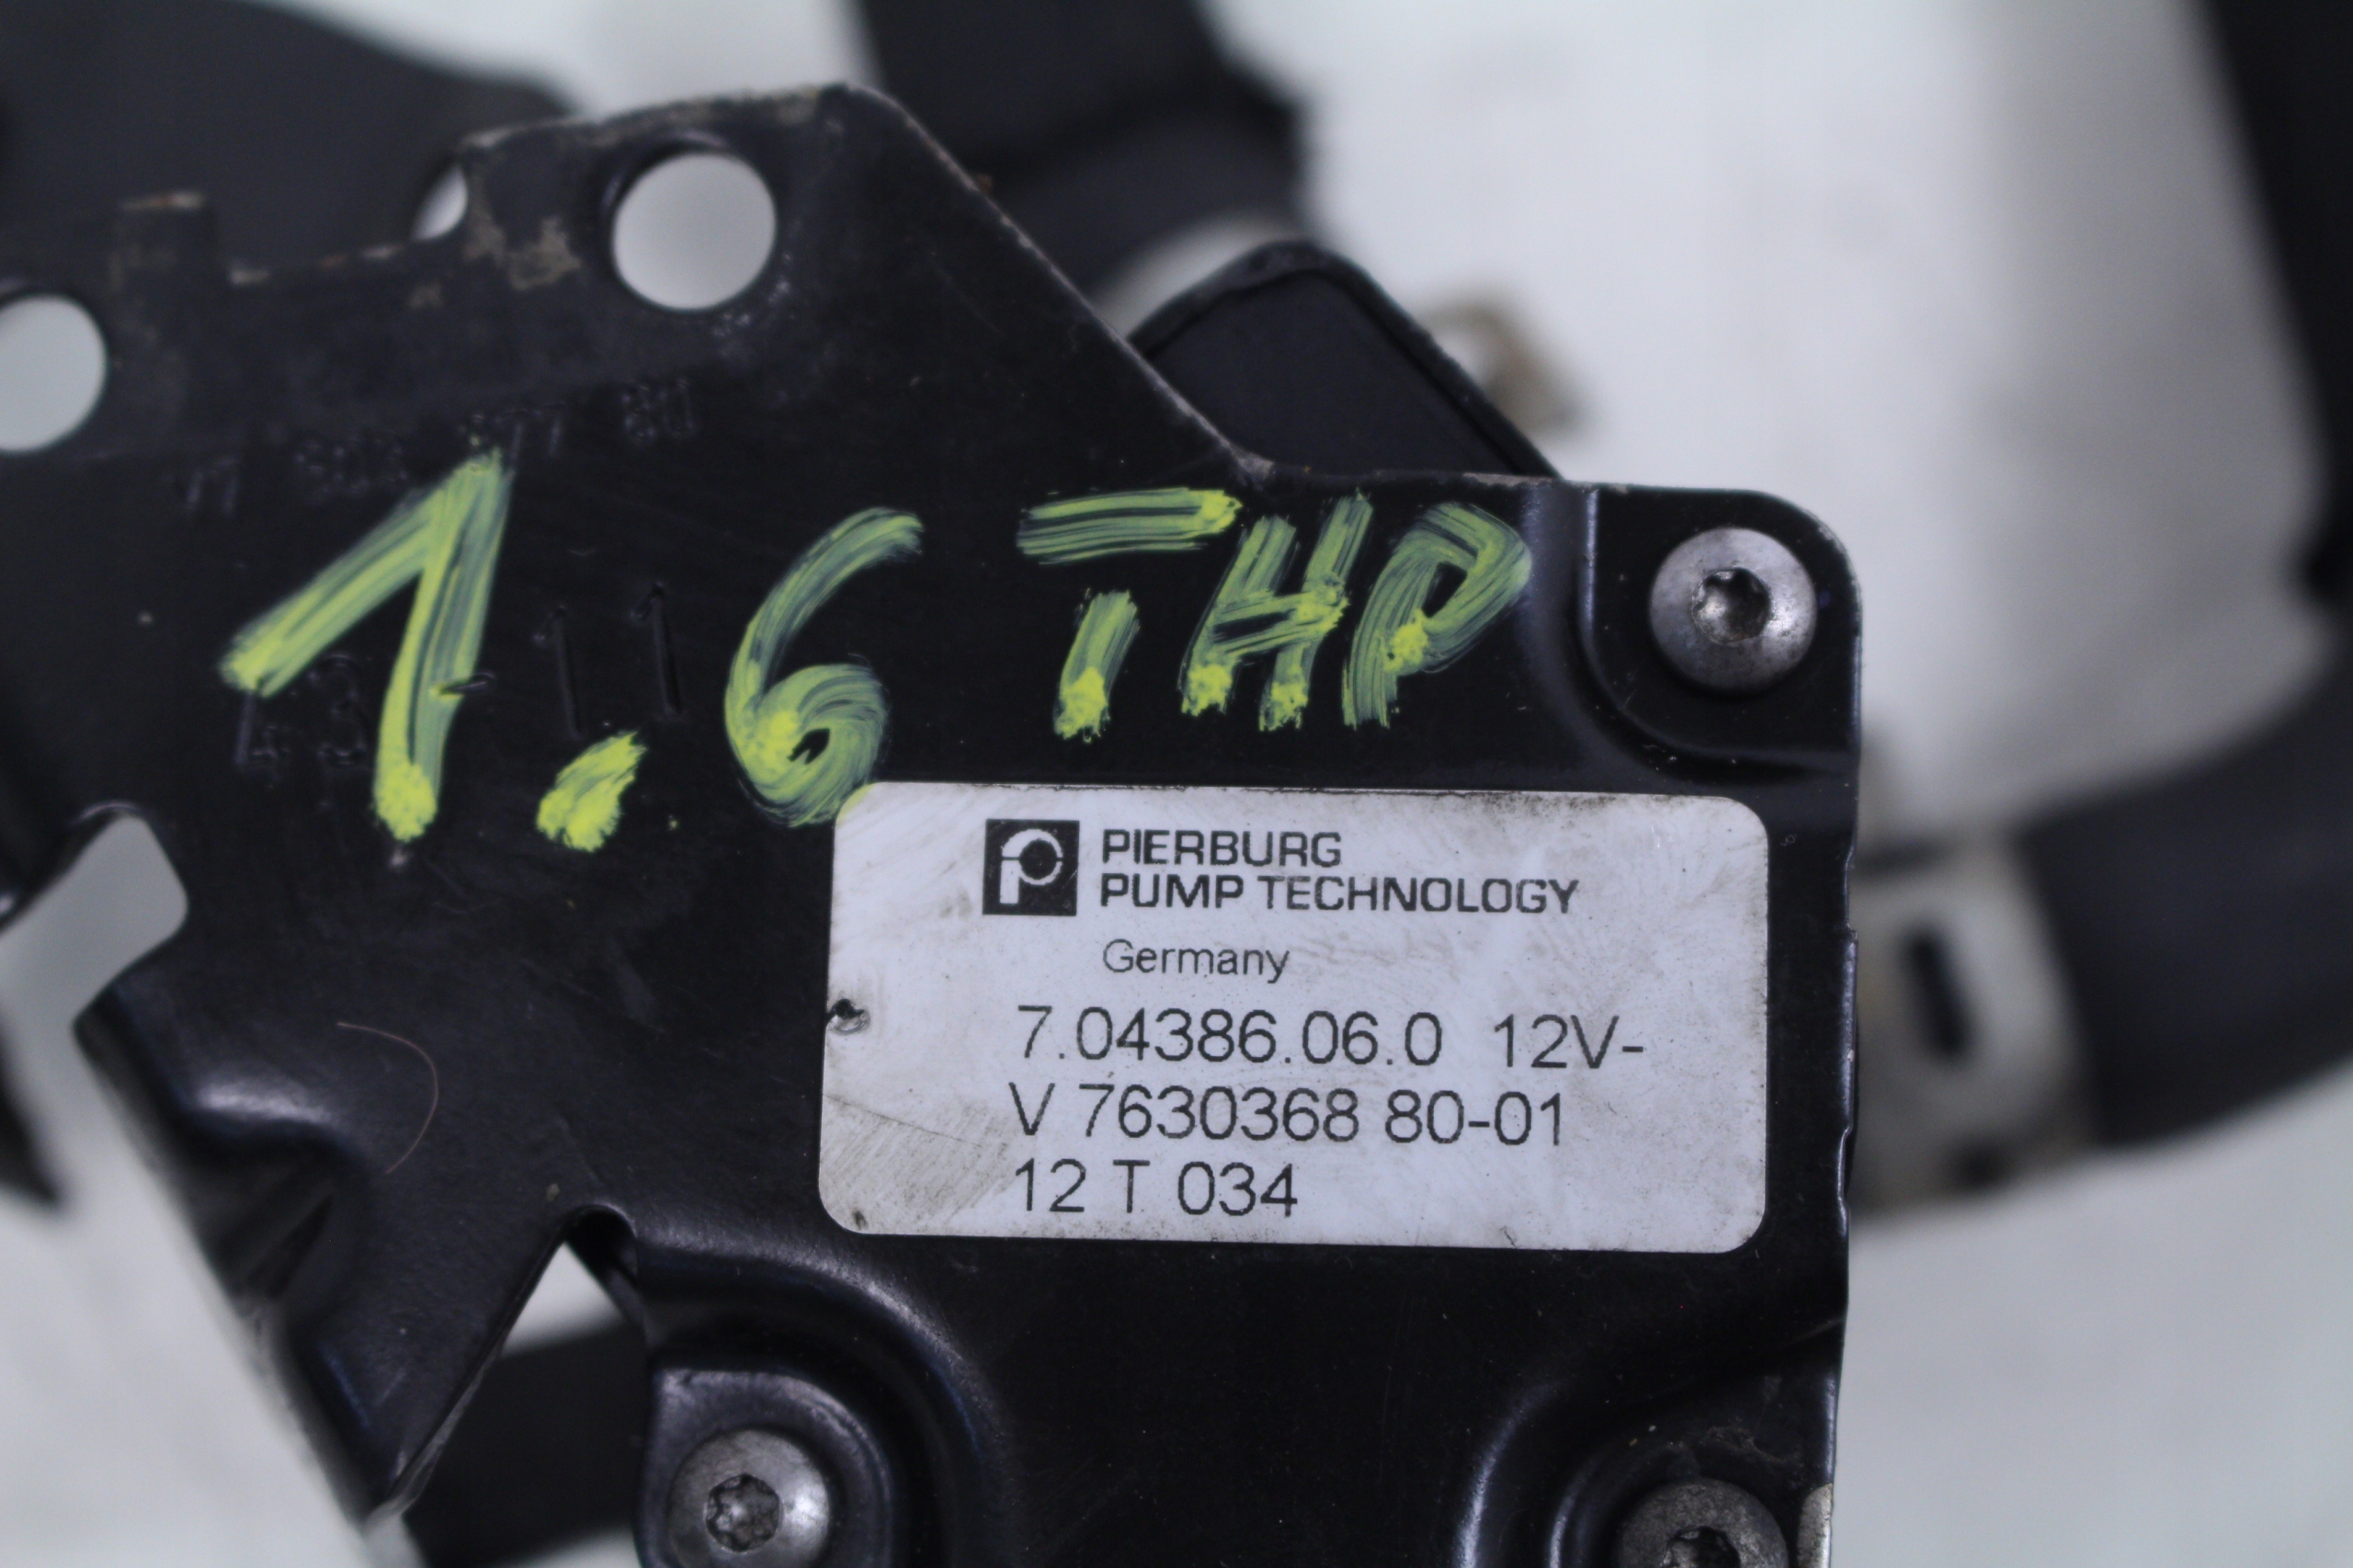 1.6 THP
PIERBURG
PUMP TECHNOLOGY
Germany
7.04386.06.0 12V-
V 7630368 80-01
12 T 034